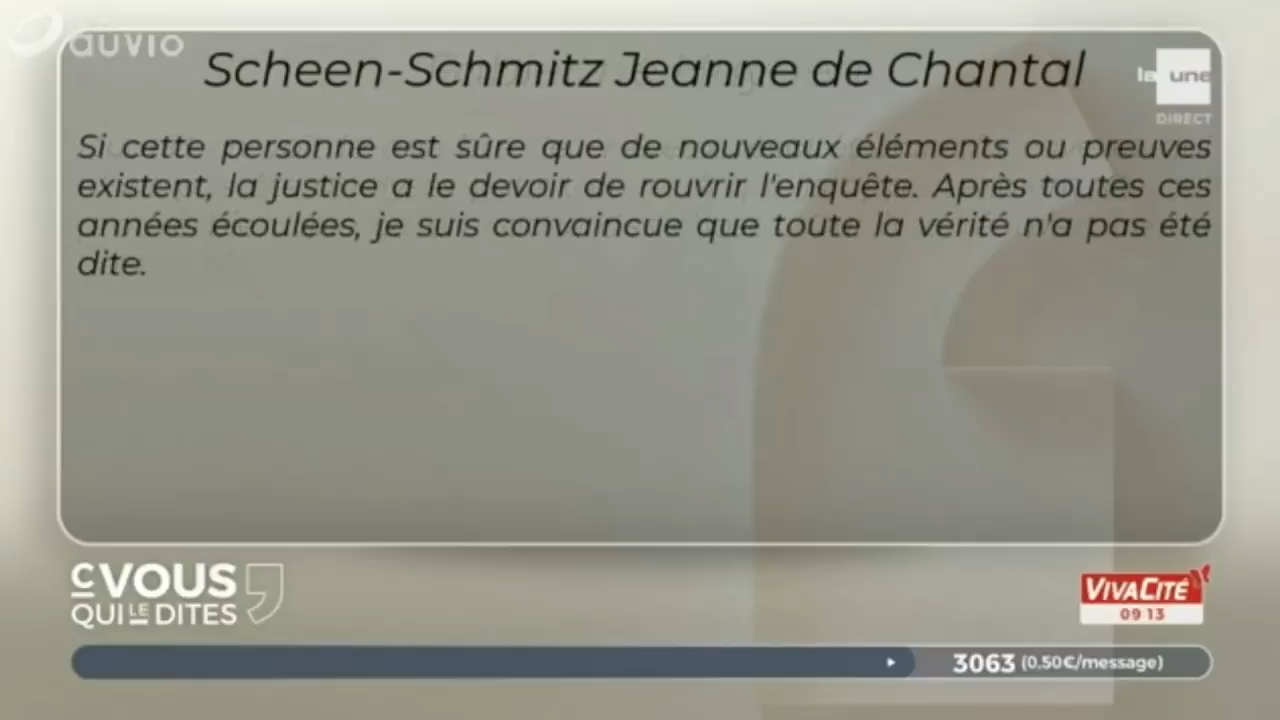 auvio
Scheen-Schmitz Jeanne de Chantal
la une
DIRECT
Si cette personne est sûre que de nouveaux éléments ou preuves
existent, la justice a le devoir de rouvrir l'enquête. Après toutes ces
années écoulées, je suis convaincue que toute la vérité n'a pas été
dite.
C VOUS
QUI LE DITES
VIVACITÉ
09 13
3063 (0,50€/message)